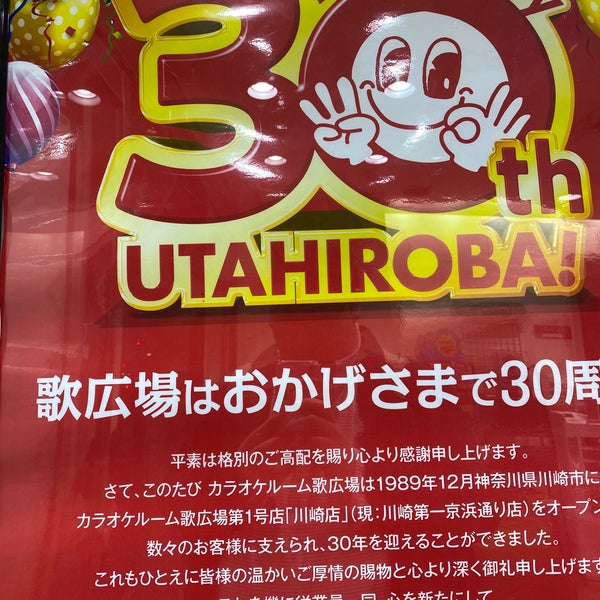 30th
UTAHIROBA!
歌広場はおかげさまで30周
平素は格別のご高配を賜り心より感謝申し上げます。
さて、このたび カラオケルーム歌広場は1989年12月神奈川県川崎市に
カラオケルーム歌広場第1号店「川崎店」(現:川崎第一京浜通り店)をオープン
数々のお客様に支えられ、30年を迎えることができました。
これもひとえに皆様の温かいご厚情の賜物と心より深く御礼申し上げます